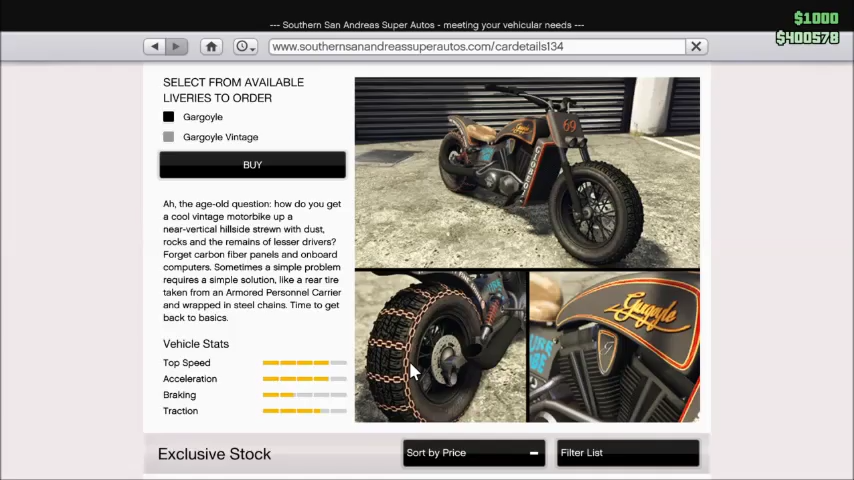 --- Southern San Andreas Super Autos - meeting your vehicular needs ---
$1000
$400578
www.southernsanandreassuperautos.com/cardetails134
SELECT FROM AVAILABLE
LIVERIES TO ORDER
Gargoyle
Gargoyle Vintage
BUY
Ah, the age-old question: how do you get
a cool vintage motorbike up a
near-vertical hillside strewn with dust,
rocks and the remains of lesser drivers?
Forget carbon fiber panels and onboard
computers. Sometimes a simple problem
requires a simple solution, like a rear tire
taken from an Armored Personnel Carrier
and wrapped in steel chains. Time to get
back to basics.
Vehicle Stats
Top Speed
Acceleration
Braking
Traction
69
Gargoyle
Exclusive Stock
Sort by Price
Filter List